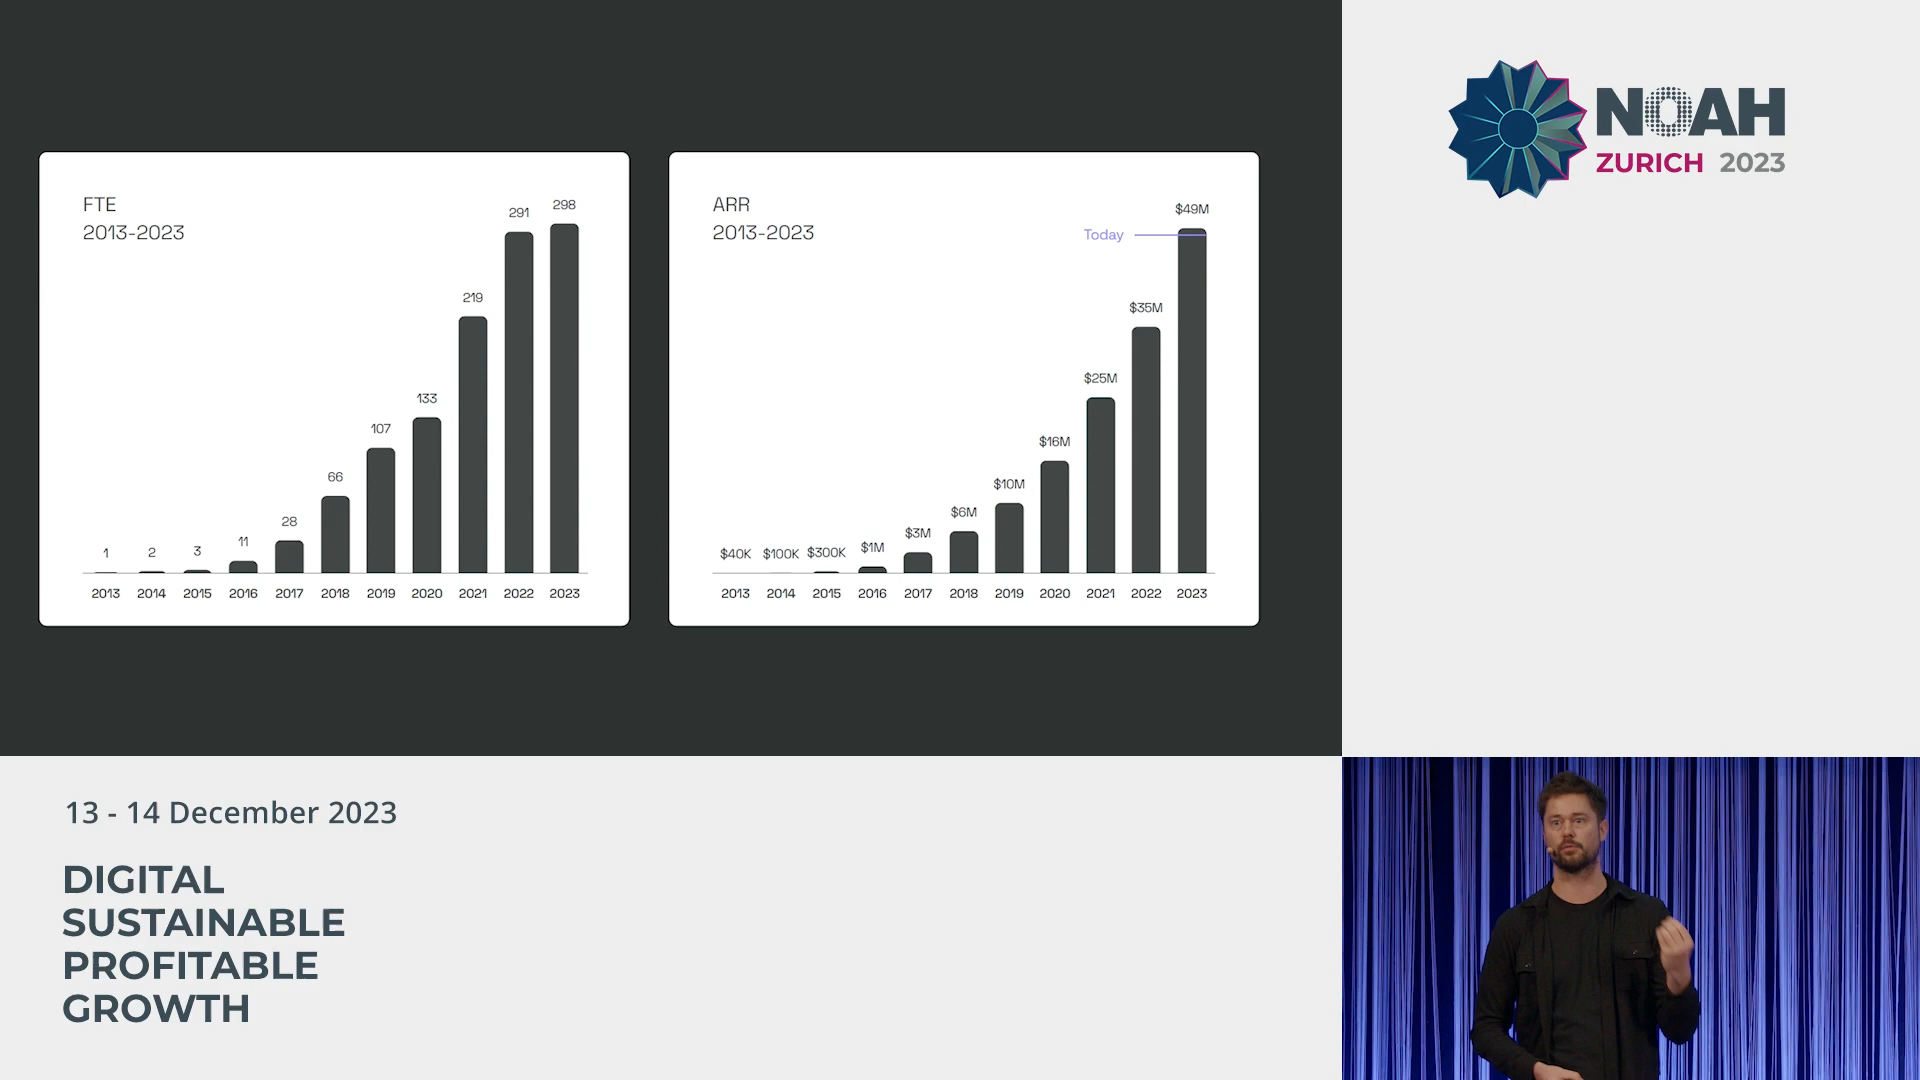 FTE
2013-2023
1
2
3
11
28
66
107
133
219
291
298
2013 2014 2015 2016 2017 2018 2019 2020 2021 2022 2023
ARR
2013-2023
Today
$40K
$100K
$300K
$1M
$3M
$6M
$10M
$16M
$25M
$35M
$49M
2013 2014 2015 2016 2017 2018 2019 2020 2021 2022 2023
NOAH
ZURICH 2023
13 - 14 December 2023
DIGITAL
SUSTAINABLE
PROFITABLE
GROWTH